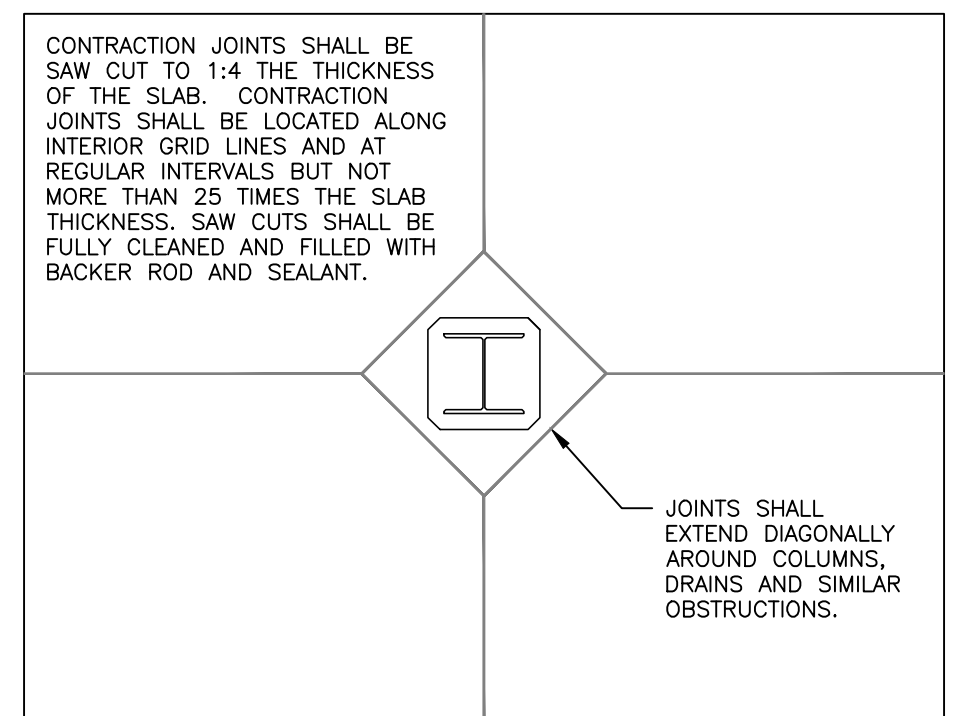 CONTRACTION JOINTS SHALL BE
SAW CUT TO 1:4 THE THICKNESS
OF THE SLAB. CONTRACTION
JOINTS SHALL BE LOCATED ALONG
INTERIOR GRID LINES AND AT
REGULAR INTERVALS BUT NOT
MORE THAN 25 TIMES THE SLAB
THICKNESS. SAW CUTS SHALL BE
FULLY CLEANED AND FILLED WITH
BACKER ROD AND SEALANT.
JOINTS SHALL
EXTEND DIAGONALLY
AROUND COLUMNS,
DRAINS AND SIMILAR
OBSTRUCTIONS.